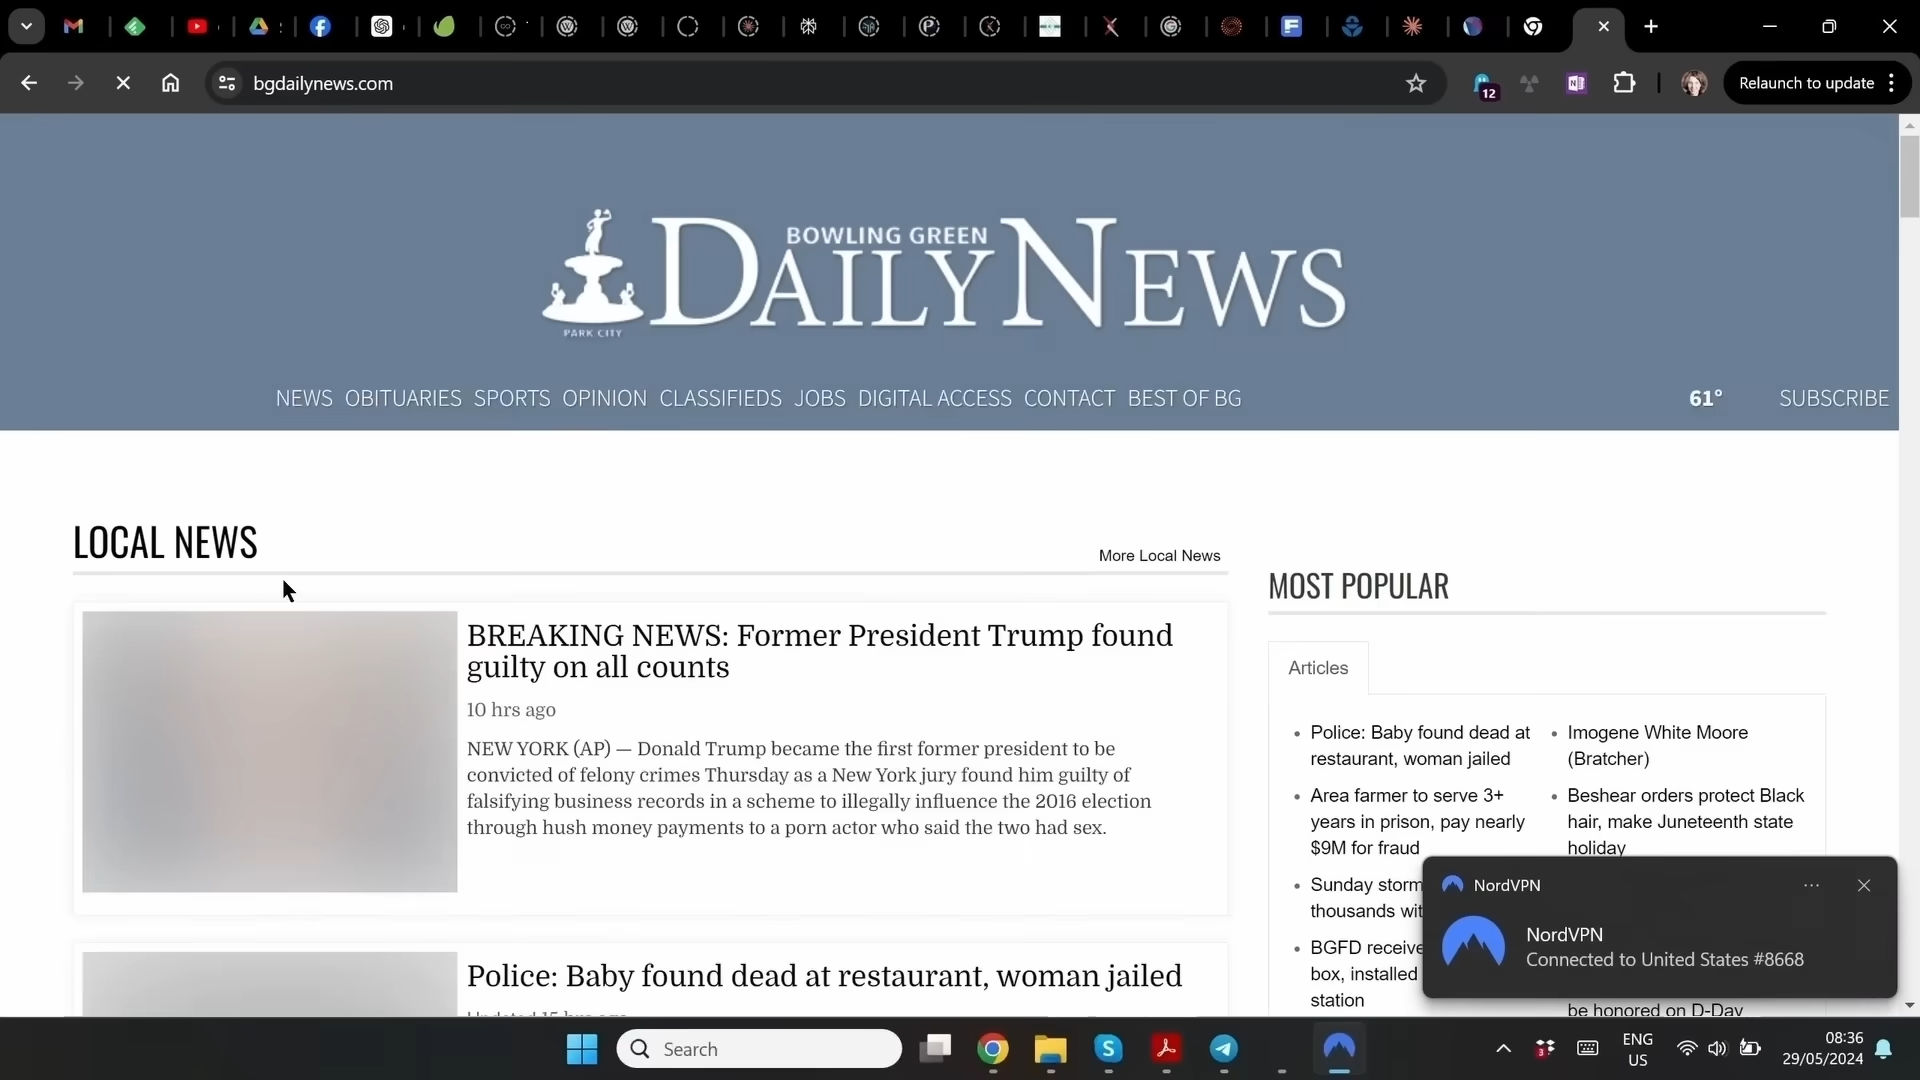 bgdailynews.com
12
Relaunch to update
BOWLING GREEN
DAILY NEWS
PARK CITY
NEWS OBITUARIES SPORTS OPINION CLASSIFIEDS JOBS DIGITAL ACCESS CONTACT BEST OF BG
61° SUBSCRIBE
LOCAL NEWS
More Local News
BREAKING NEWS: Former President Trump found
guilty on all counts
10 hrs ago
NEW YORK (AP) — Donald Trump became the first former president to be
convicted of felony crimes Thursday as a New York jury found him guilty of
falsifying business records in a scheme to illegally influence the 2016 election
through hush money payments to a porn actor who said the two had sex.
Police: Baby found dead at restaurant, woman jailed
MOST POPULAR
Articles
Police: Baby found dead at
restaurant, woman jailed
Area farmer to serve 3+
years in prison, pay nearly
$9M for fraud
Sunday storm
thousands
BGFD receive
box, installed
station
Imogene White Moore
(Bratcher)
Beshear orders protect Black
hair, make Juneteenth state
holiday
be honored on D-Day
NordVPN
NordVPN
Connected to United States #8668
Search
3
ENG
US
08:36
29/05/2024